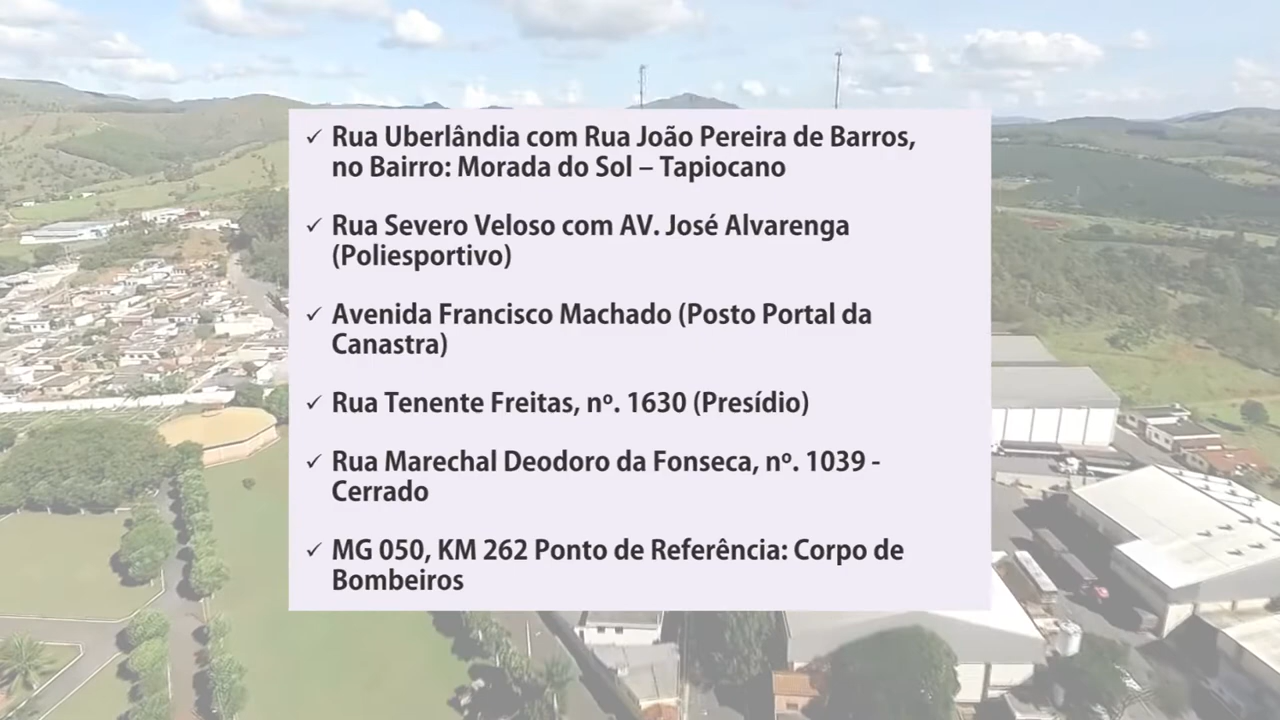 ✓ Rua Uberlândia com Rua João Pereira de Barros,
no Bairro: Morada do Sol – Tapiocano
✓ Rua Severo Veloso com AV. José Alvarenga
(Poliesportivo)
✓ Avenida Francisco Machado (Posto Portal da
Canastra)
✓ Rua Tenente Freitas, nº. 1630 (Presídio)
✓ Rua Marechal Deodoro da Fonseca, nº. 1039 -
Cerrado
✓ MG 050, KM 262 Ponto de Referência: Corpo de
Bombeiros